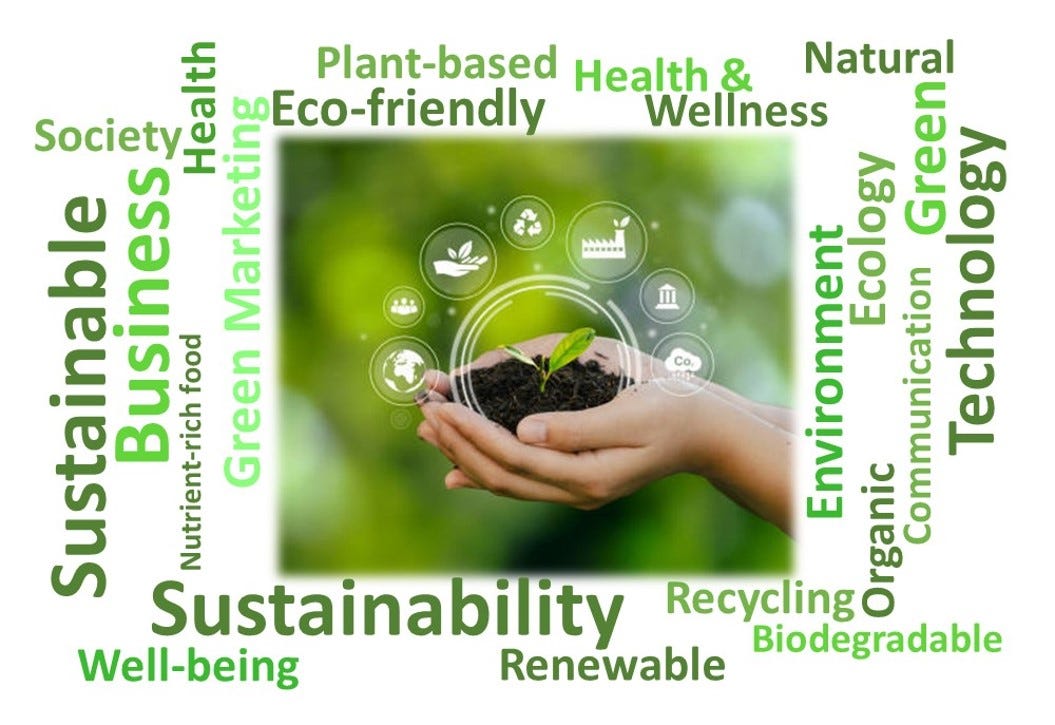 Plant-based
Health &
Wellness
Natural
Eco-friendly
Society
Health
Green Marketing
Business
Sustainable
Nutrient-rich food
Green
Technology
Ecology
Environment
Communication
Organic
Co₂
Sustainability
Recycling
Biodegradable
Well-being
Renewable